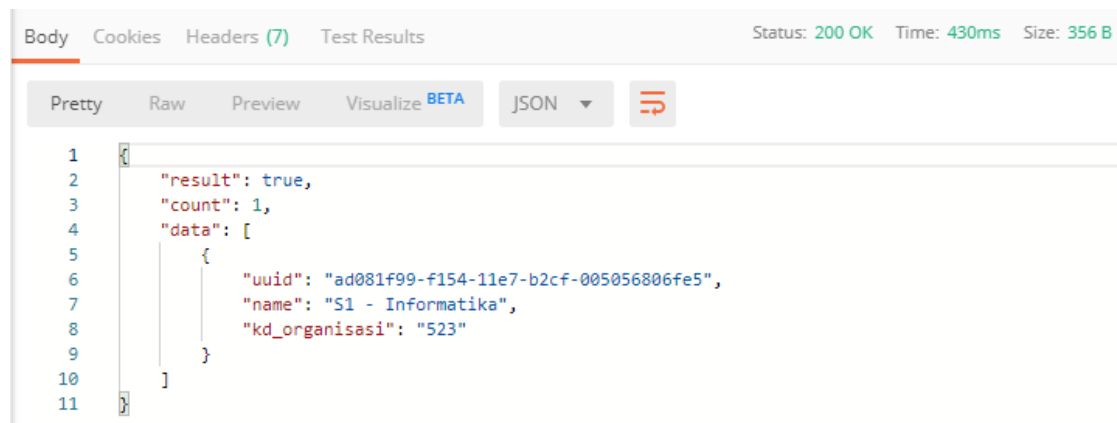 Body Cookies Headers (7) Test Results Status: 200 OK Time: 430ms Size: 356 B
Pretty Raw Preview Visualize BETA JSON
1 {
2 "result": true,
3 "count": 1,
4 "data": [
5 {
6 "uuid": "ad081f99-f154-11e7-b2cf-005056806fe5",
7 "name": "S1 - Informatika",
8 "kd_organisasi": "523"
9 }
10 ]
11 }